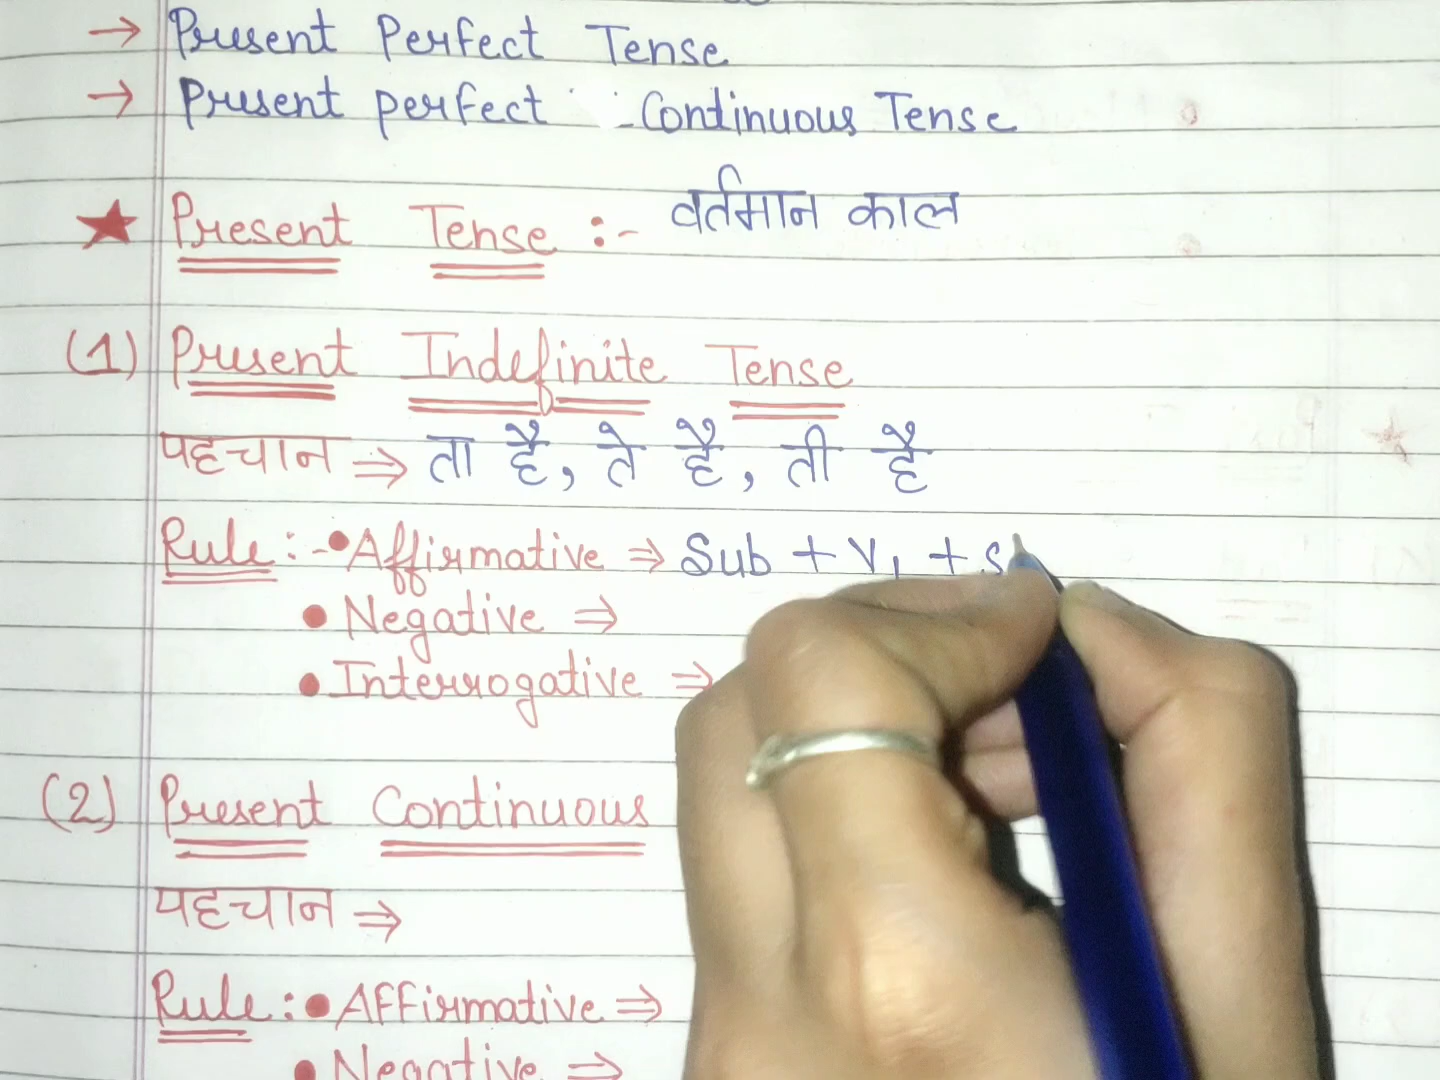 → Present Perfect Tense
→ Present perfect Continuous Tense
★ Present Tense :- वर्तमान काल
(1) Present Indefinite Tense
पहचान ⇒ ता है, ते है, ती है
Rule :- • Affirmative ⇒ Sub + V1 + s
• Negative ⇒
• Interrogative ⇒
(2) Present Continuous
पहचान ⇒
Rule : • Affirmative ⇒
• Negative ⇒